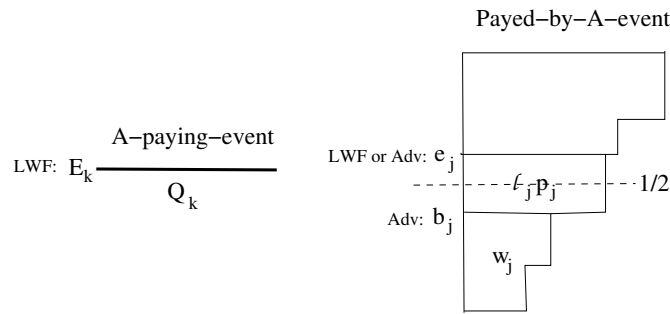 Payed−by−A−event
A−paying−event
LWF: E_k
Q_k
LWF or Adv: e_j
ℓ_j p_j
1/2
Adv: b_j
w_j